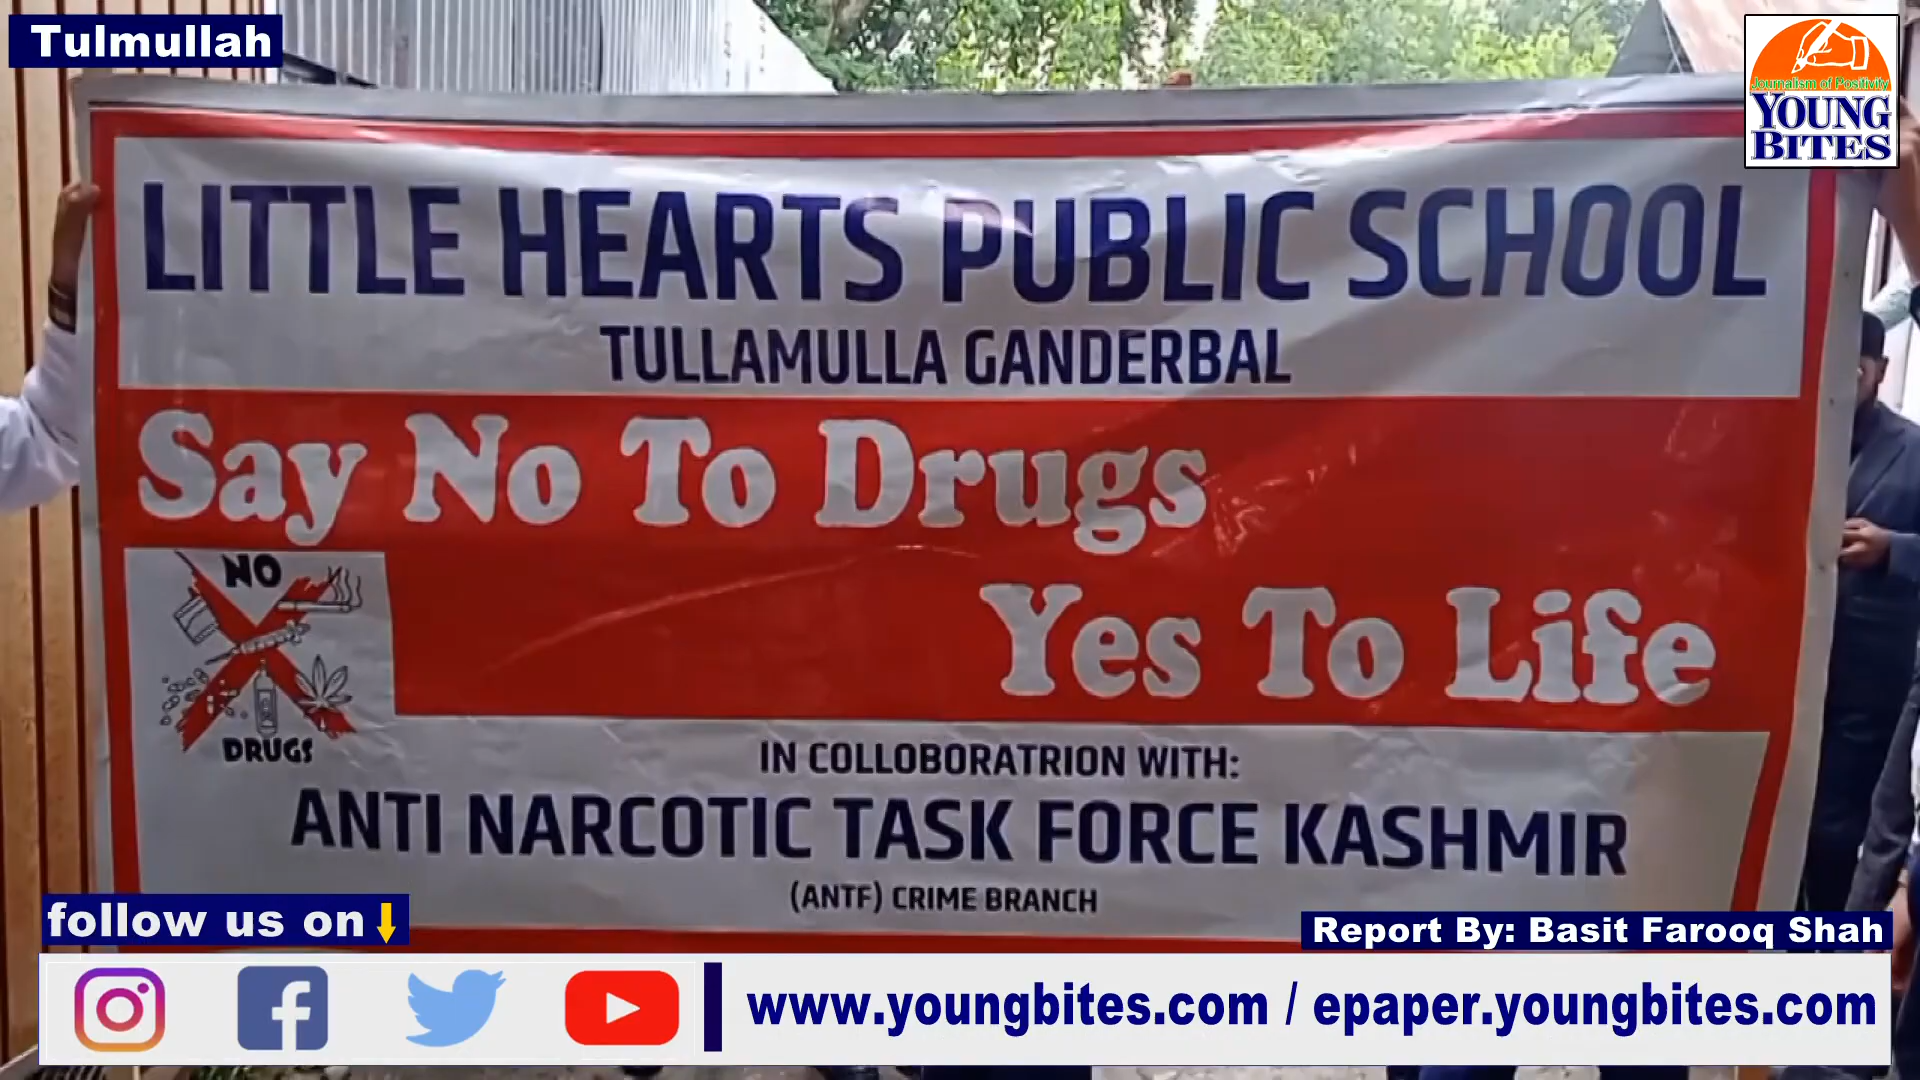 Tulmullah
Journalism of Positivity
YOUNG
BITES
LITTLE HEARTS PUBLIC SCHOOL
TULLAMULLA GANDERBAL
Say No To Drugs
Yes To Life
NO
DRUGS
IN COLLOBORATRION WITH:
ANTI NARCOTIC TASK FORCE KASHMIR
(ANTF) CRIME BRANCH
follow us on
Report By: Basit Farooq Shah
www.youngbites.com / epaper.youngbites.com